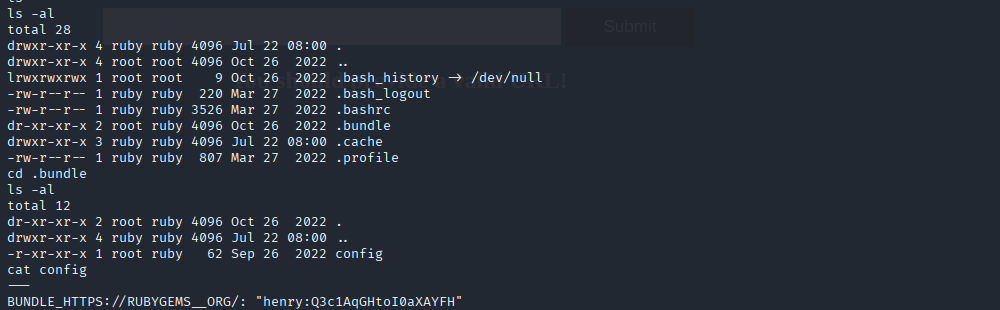 ls -al
total 28
drwxr-xr-x 4 ruby ruby 4096 Jul 22 08:00 .
drwxr-xr-x 4 root root 4096 Oct 26  2022 ..
lrwxrwxrwx 1 root root    9 Oct 26  2022 .bash_history -> /dev/null
-rw-r--r-- 1 ruby ruby  220 Mar 27  2022 .bash_logout
-rw-r--r-- 1 ruby ruby 3526 Mar 27  2022 .bashrc
dr-xr-xr-x 2 root ruby 4096 Oct 26  2022 .bundle
drwxr-xr-x 3 ruby ruby 4096 Jul 22 08:00 .cache
-rw-r--r-- 1 ruby ruby  807 Mar 27  2022 .profile
cd .bundle
ls -al
total 12
dr-xr-xr-x 2 root ruby 4096 Oct 26  2022 .
drwxr-xr-x 4 ruby ruby 4096 Jul 22 08:00 ..
-r-xr-xr-x 1 root ruby   62 Sep 26  2022 config
cat config
---
BUNDLE_HTTPS://RUBYGEMS__ORG/: "henry:Q3c1AqGHtoI0aXAYFH"
Submit
URL!